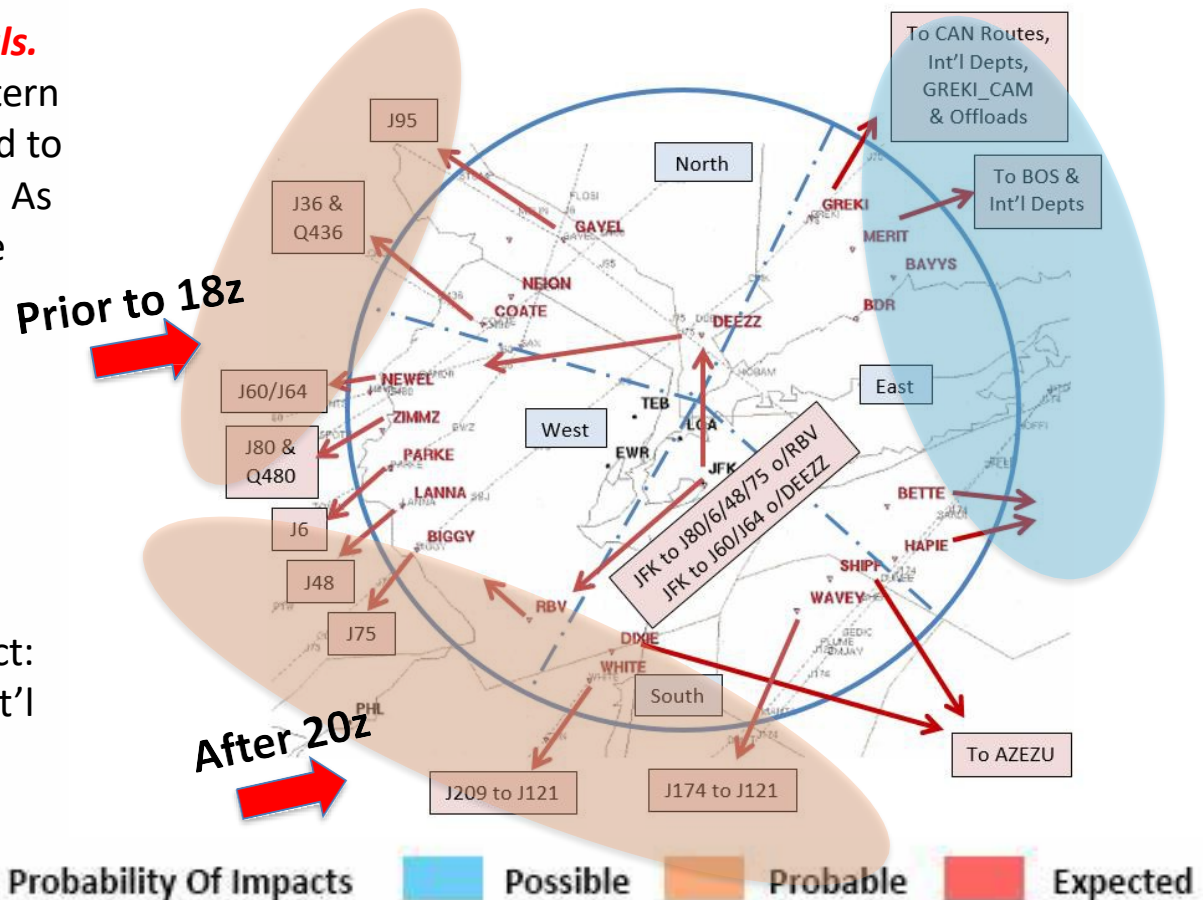 ls.
tern
d to
As
e
Prior to 18z
ct:
t'l
After 20z
To CAN Routes,
Int'l Depts,
GREKI_CAM
& Offloads
To BOS &
Int'l Depts
J95
North
J36 &
Q436
GREKI
MERIT
GAYEL
BAYYS
NEION
COATE
BDR
DEEZZ
J60/J64
NEWEL
East
TEB
ZIMMZ
West
LGA
J80 &
Q480
PARKE
EWR
JFK
LANNA
BETTE
J6
BIGGY
HAPIE
JFK to J80/6/48/75 o/RBV
JFK to J60/J64 o/DEEZZ
J48
SHIPP
J75
RBV
WAVEY
DIXIE
WHITE
South
PHL
To AZEZU
J209 to J121
J174 to J121
Probability Of Impacts Possible Probable Expected